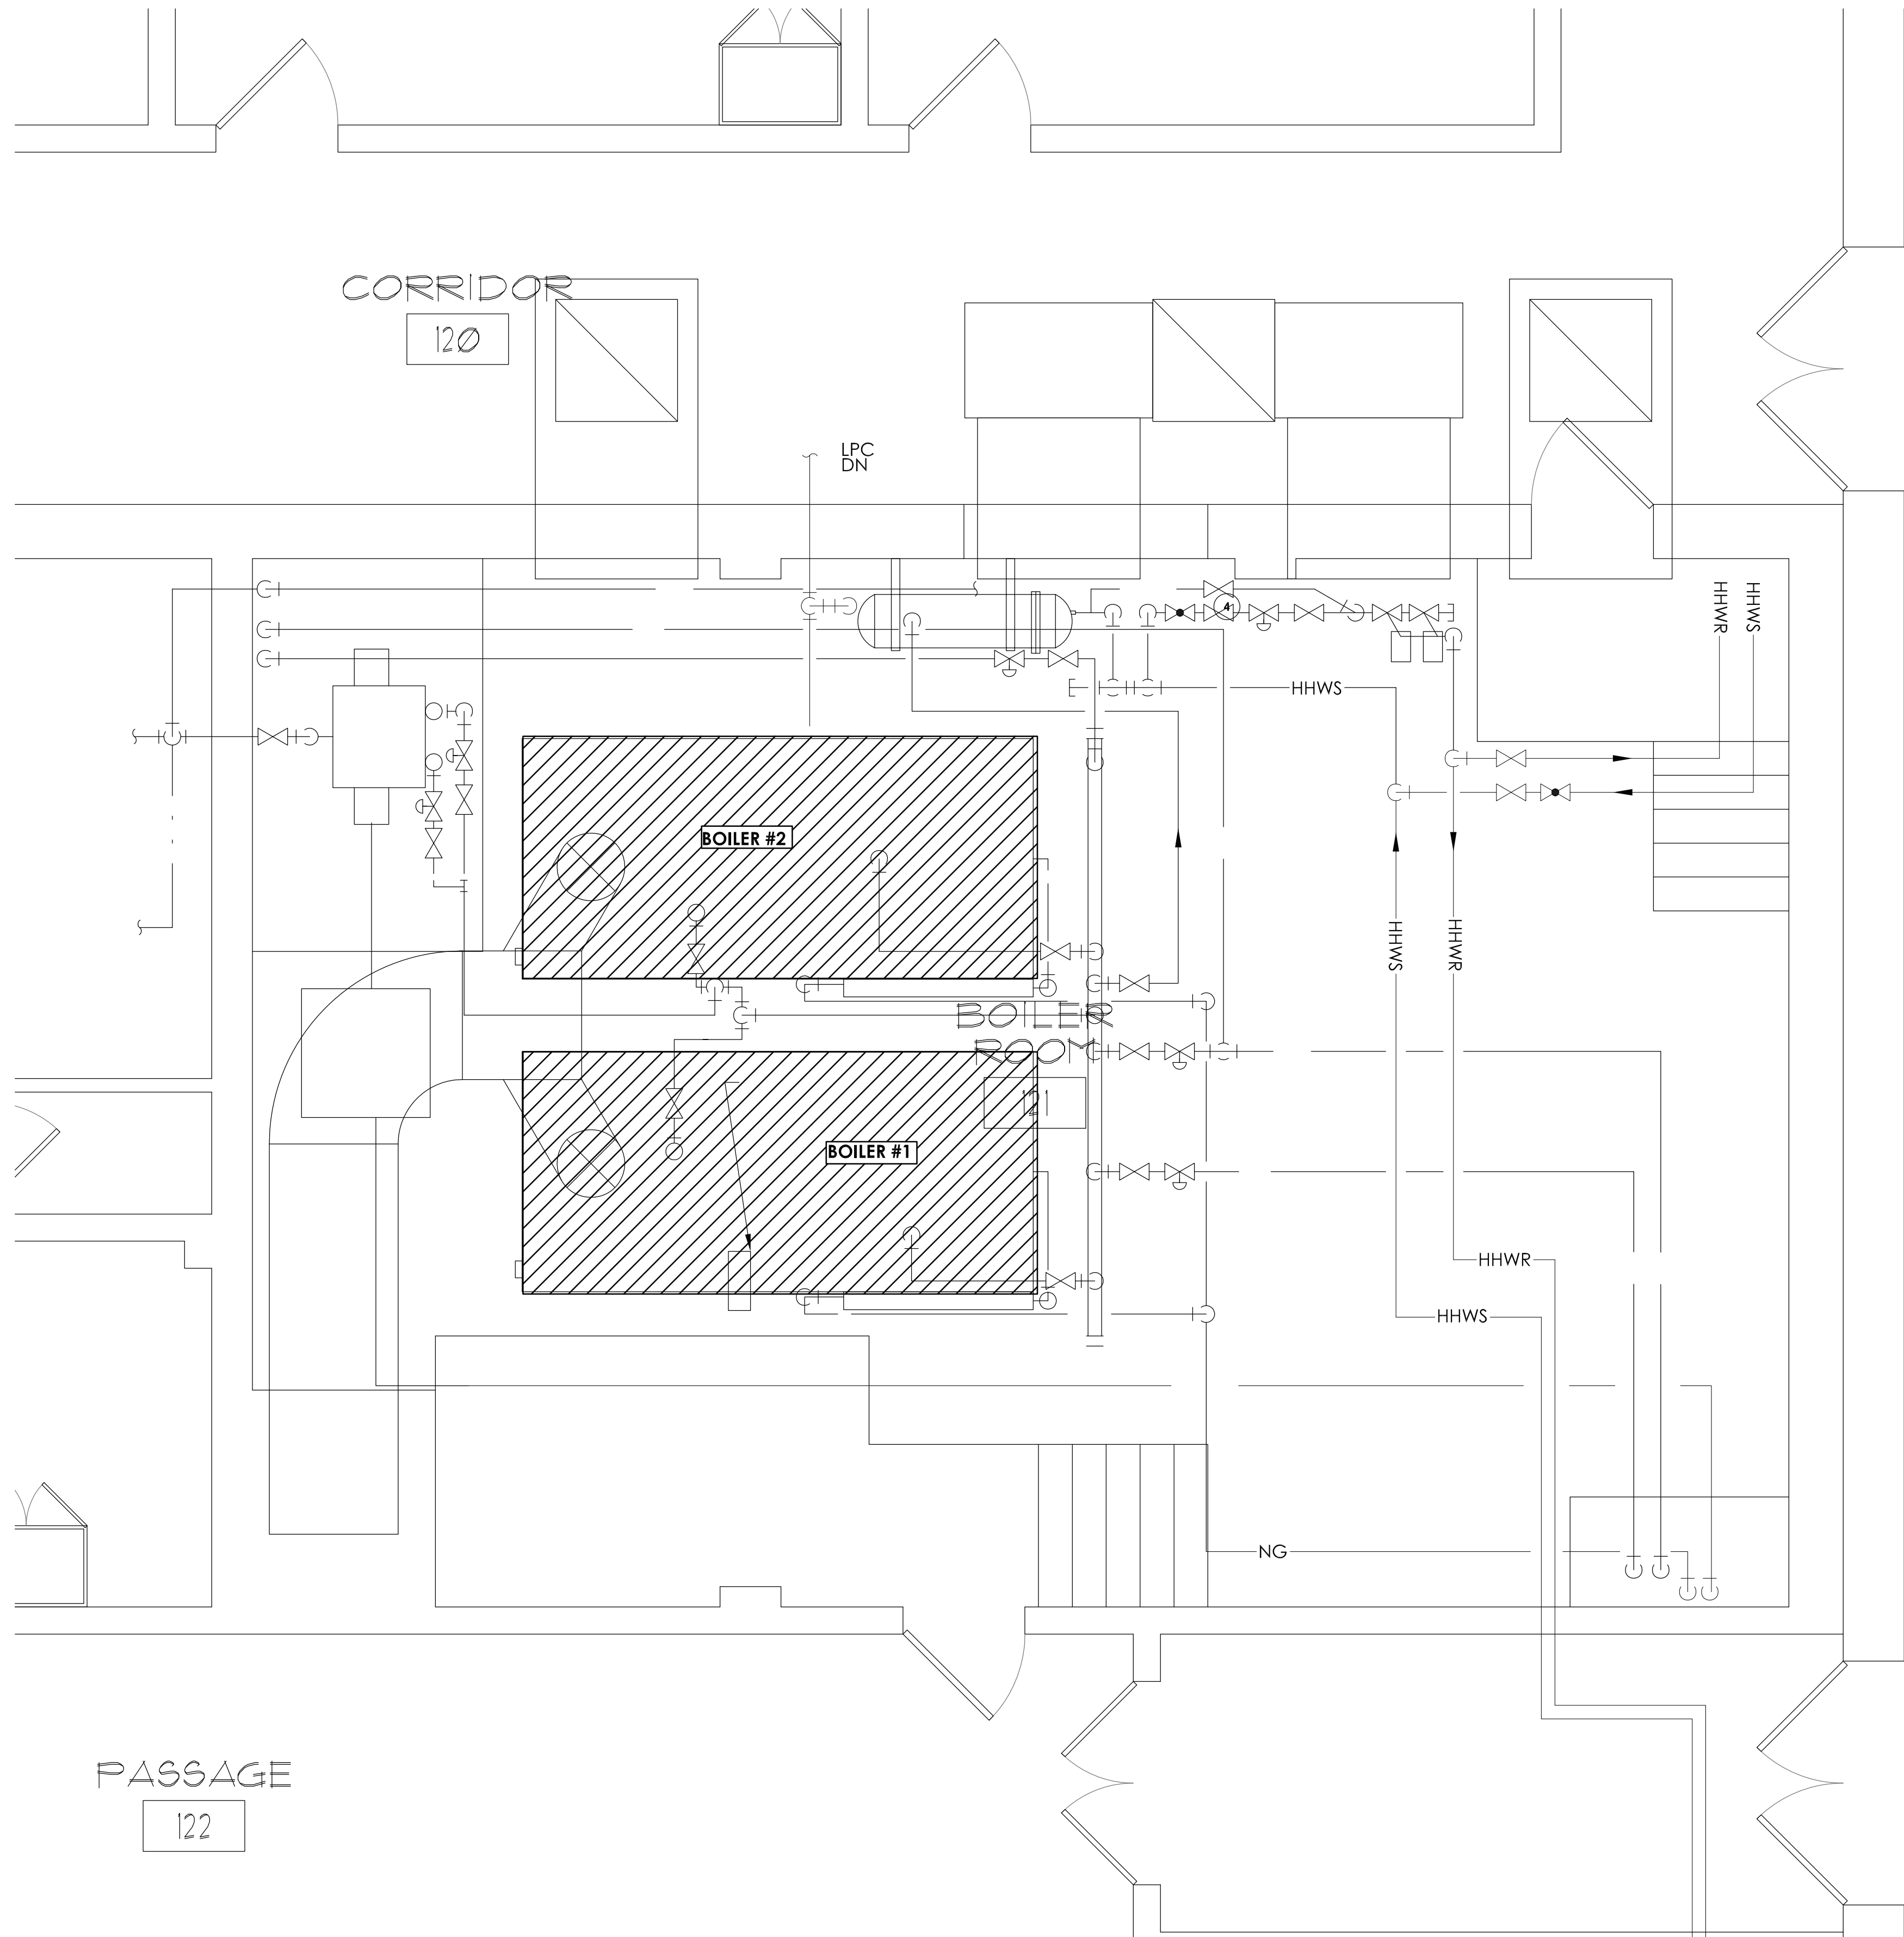 CORRIDOR
120
LPC
DN
4
HHWR
HHWS
HHWS
BOILER #2
HHWS
HHWR
BOILER
ROOM
121
BOILER #1
HHWR
HHWS
NG
PASSAGE
122